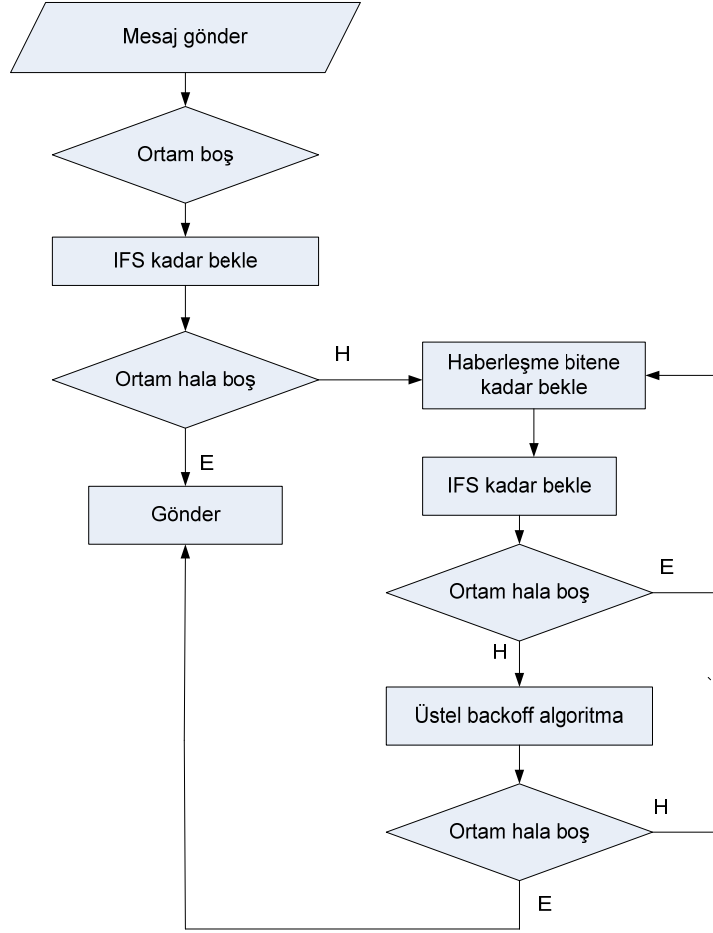 Mesaj gönder
Ortam boş
IFS kadar bekle
Ortam hala boş
H
E
Gönder
Haberleşme bitene
kadar bekle
IFS kadar bekle
Ortam hala boş
E
H
Üstel backoff algoritma
Ortam hala boş
H
E